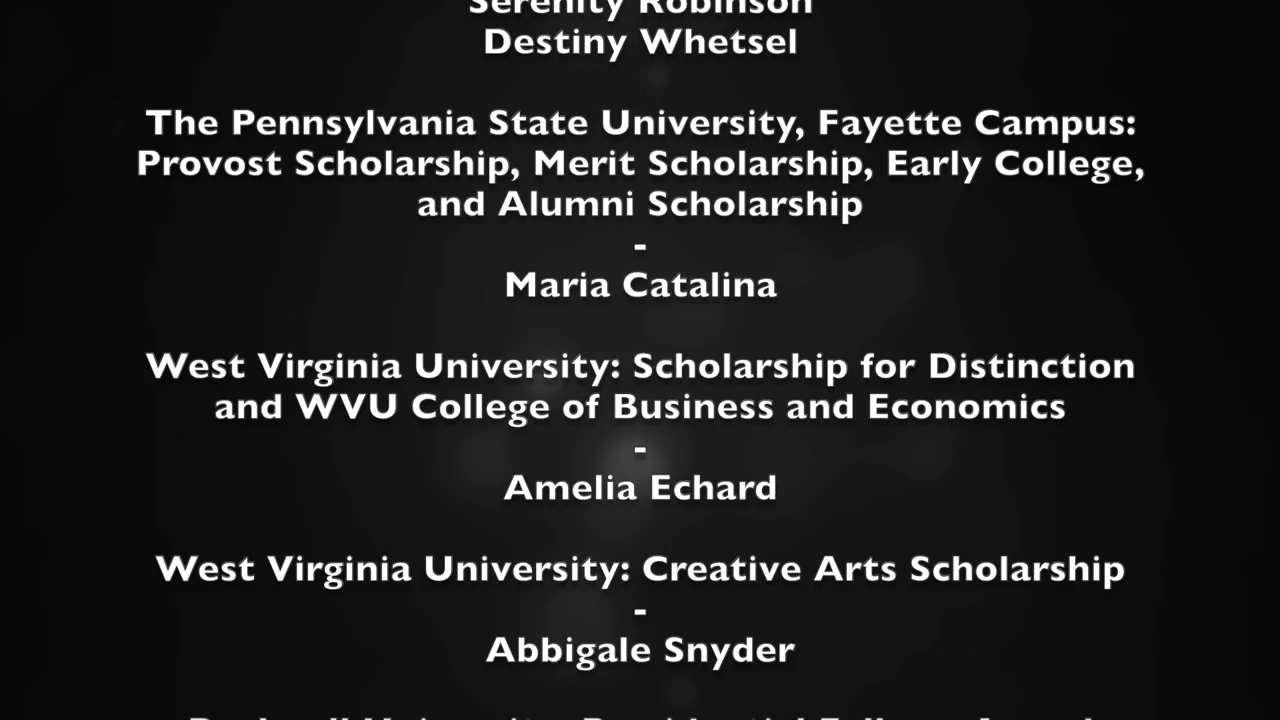 Serenity Robinson
Destiny Whetsel
The Pennsylvania State University, Fayette Campus:
Provost Scholarship, Merit Scholarship, Early College,
and Alumni Scholarship
-
Maria Catalina
West Virginia University: Scholarship for Distinction
and WVU College of Business and Economics
-
Amelia Echard
West Virginia University: Creative Arts Scholarship
-
Abbigale Snyder